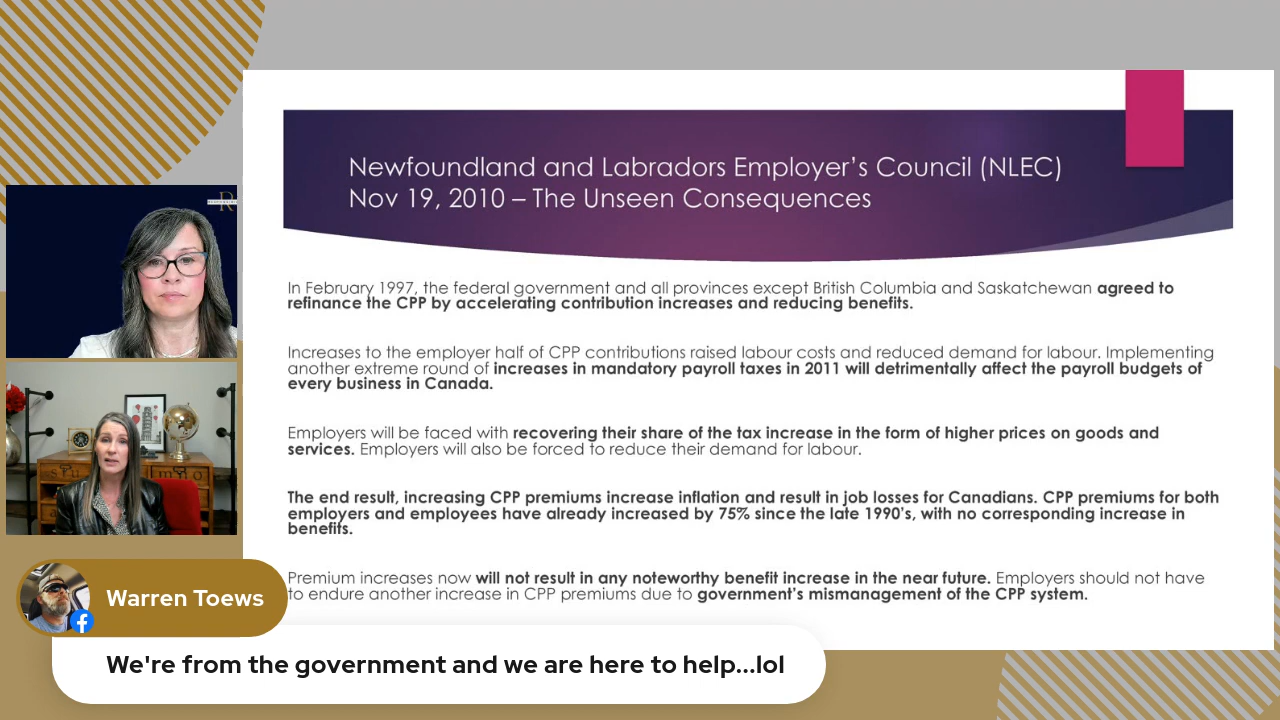 Newfoundland and Labradors Employer's Council (NLEC)
Nov 19, 2010 – The Unseen Consequences
In February 1997, the federal government and all provinces except British Columbia and Saskatchewan agreed to
refinance the CPP by accelerating contribution increases and reducing benefits.
Increases to the employer half of CPP contributions raised labour costs and reduced demand for labour. Implementing
another extreme round of increases in mandatory payroll taxes in 2011 will detrimentally affect the payroll budgets of
every business in Canada.
Employers will be faced with recovering their share of the tax increase in the form of higher prices on goods and
services. Employers will also be forced to reduce their demand for labour.
The end result, increasing CPP premiums increase inflation and result in job losses for Canadians. CPP premiums for both
employers and employees have already increased by 75% since the late 1990's, with no corresponding increase in
benefits.
Premium increases now will not result in any noteworthy benefit increase in the near future. Employers should not have
to endure another increase in CPP premiums due to government's mismanagement of the CPP system.
Warren Toews
We're from the government and we are here to help...lol